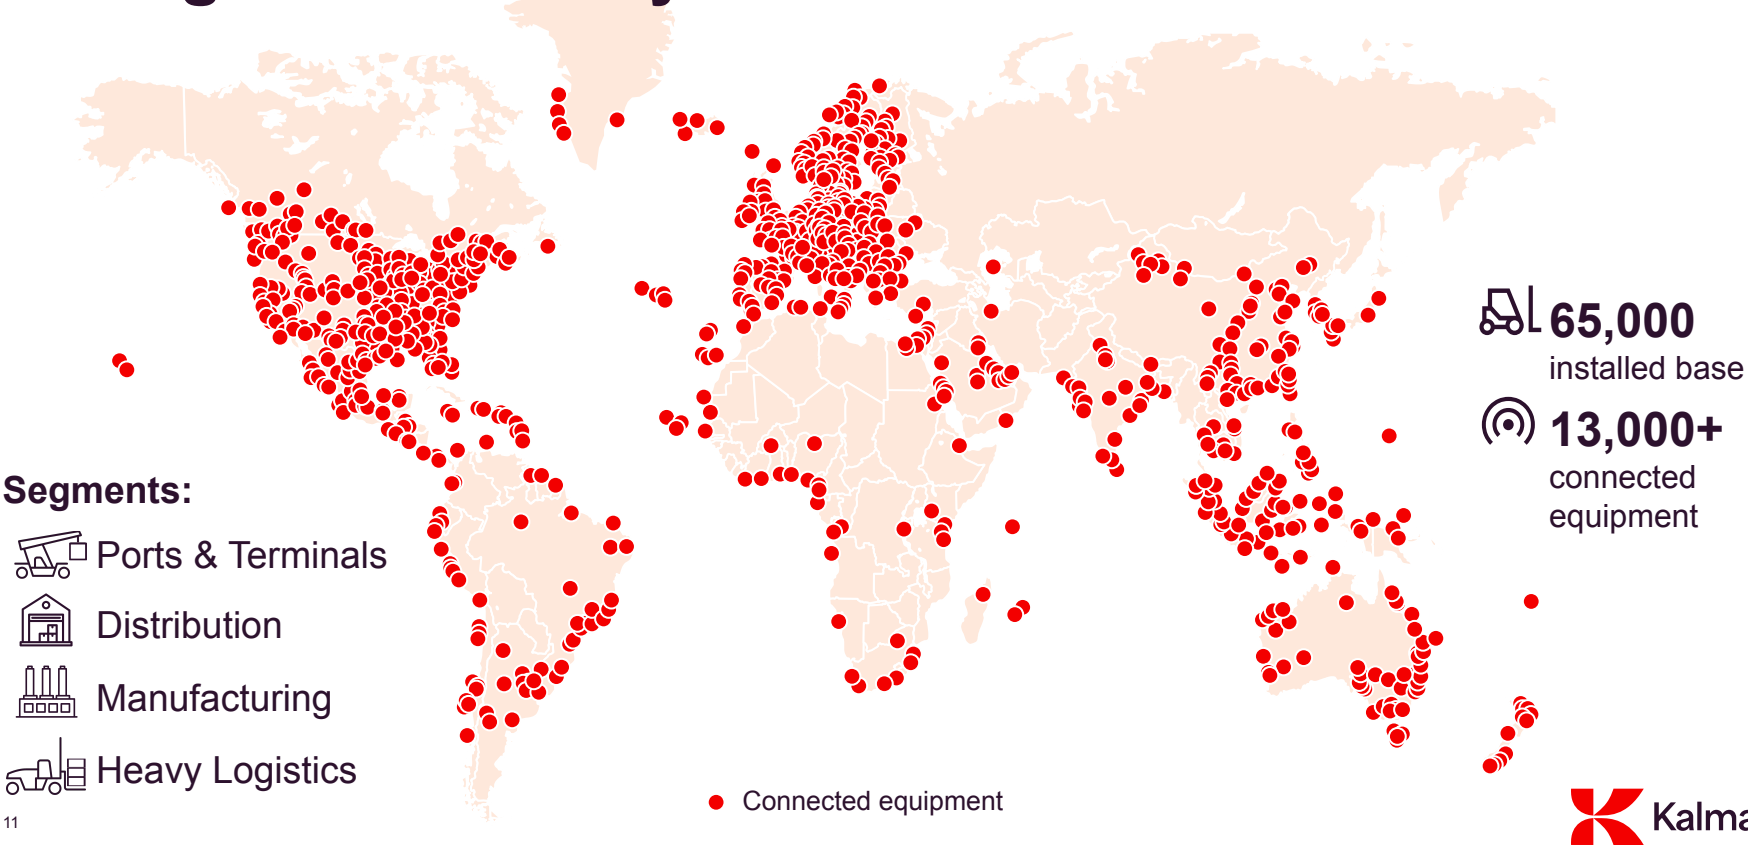 Segments:
Ports & Terminals
Distribution
Manufacturing
Heavy Logistics
65,000
installed base
13,000+
connected
equipment
Connected equipment
11